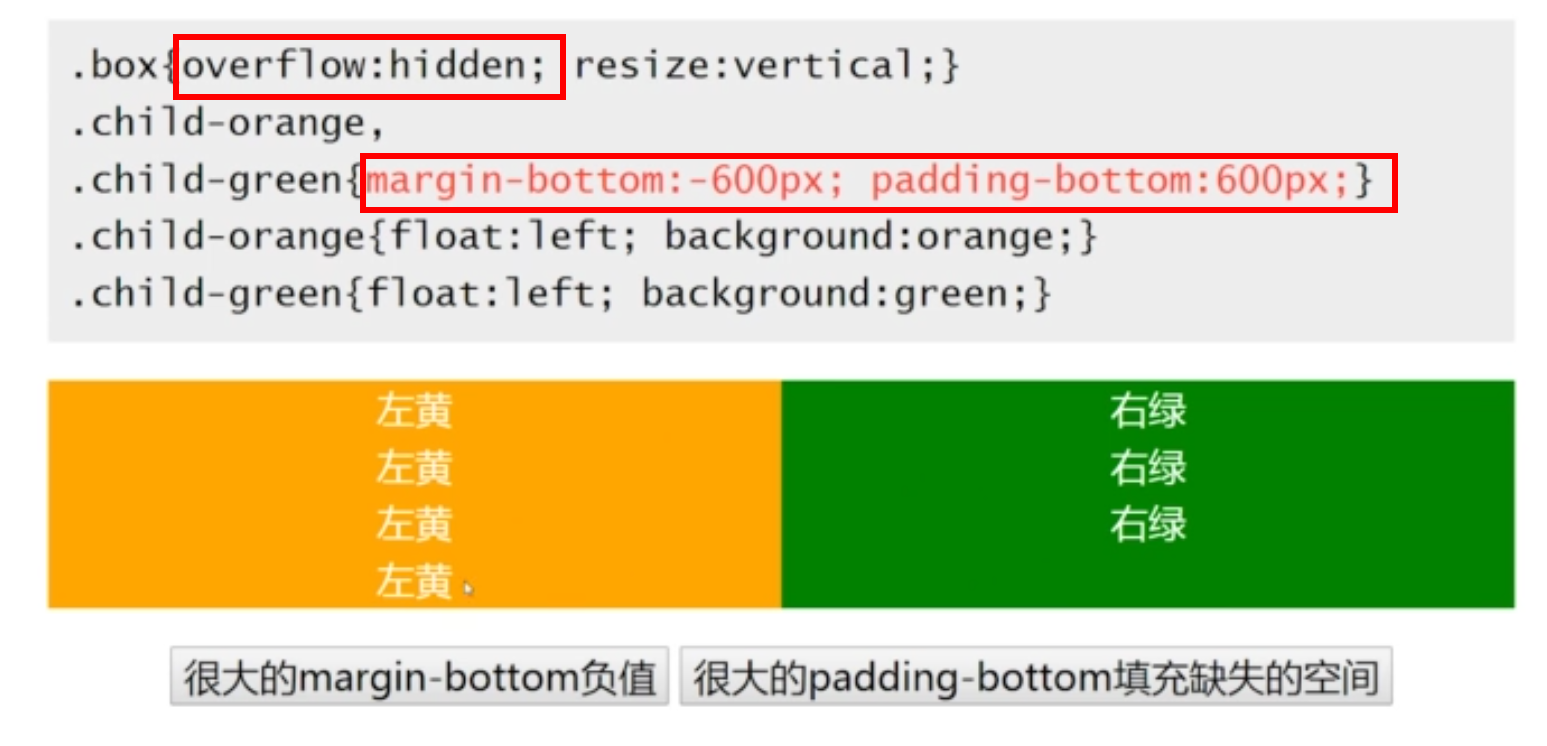 .box{overflow:hidden; resize:vertical;}
.child-orange,
.child-green{margin-bottom:-600px; padding-bottom:600px;}
.child-orange{float:left; background:orange;}
.child-green{float:left; background:green;}
左黄 右绿
左黄 右绿
左黄 右绿
左黄
很大的margin-bottom负值 很大的padding-bottom填充缺失的空间